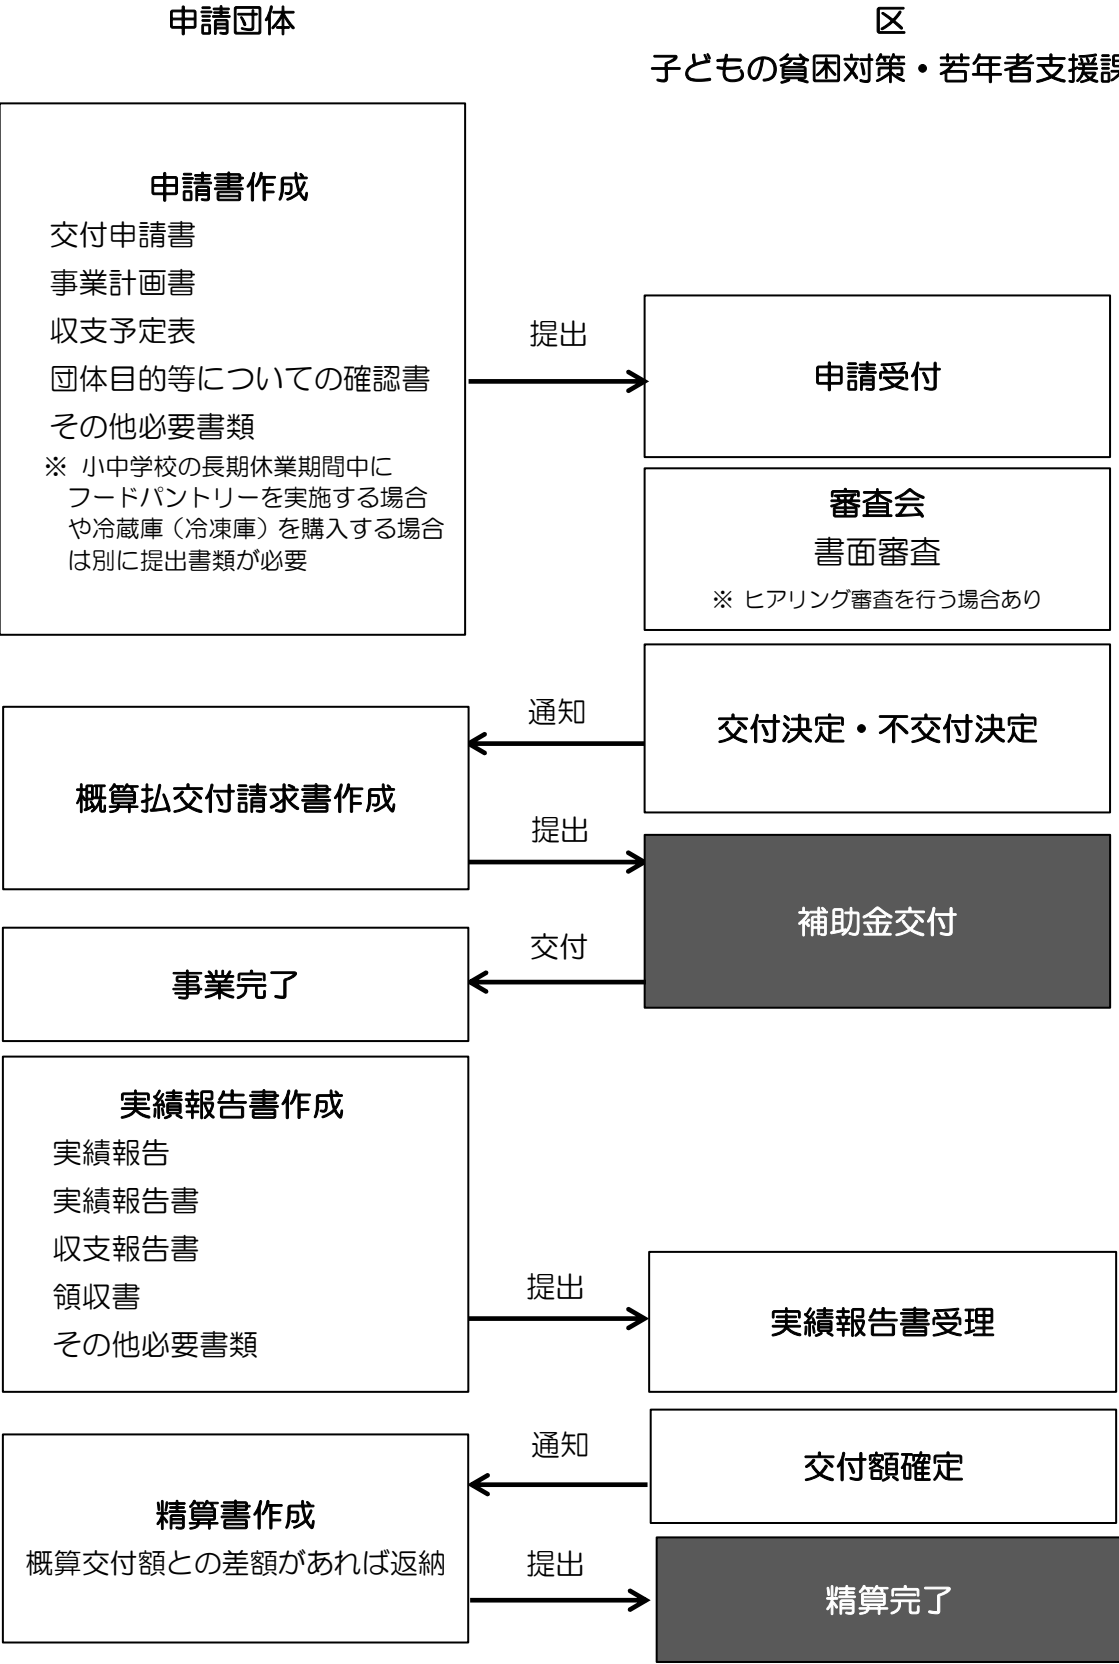 申請団体
区
子どもの貧困対策・若年者支援課
申請書作成
交付申請書
事業計画書
収支予定表
団体目的等についての確認書
その他必要書類
※ 小中学校の長期休業期間中に
フードパントリーを実施する場合
や冷蔵庫（冷凍庫）を購入する場合
は別に提出書類が必要
提出
申請受付
審査会
書面審査
※ ヒアリング審査を行う場合あり
通知
交付決定・不交付決定
概算払交付請求書作成
提出
補助金交付
交付
事業完了
実績報告書作成
実績報告
実績報告書
収支報告書
領収書
その他必要書類
提出
実績報告書受理
通知
交付額確定
精算書作成
概算交付額との差額があれば返納
提出
精算完了